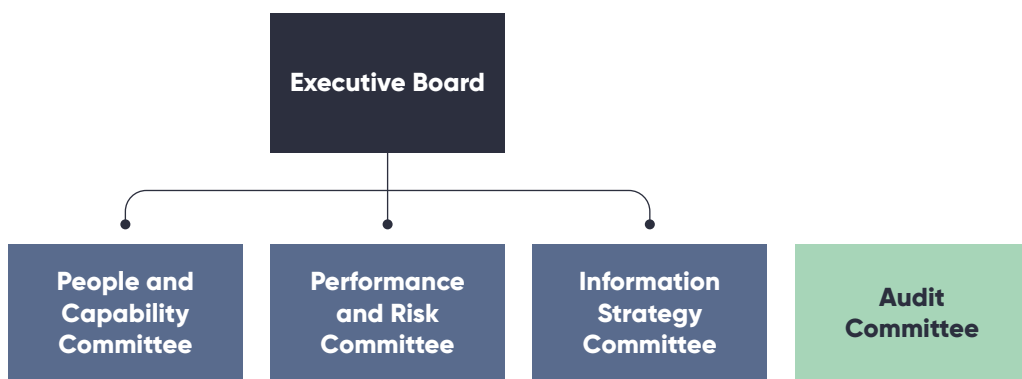 Executive Board
People and
Capability
Committee
Performance
and Risk
Committee
Information
Strategy
Committee
Audit
Committee